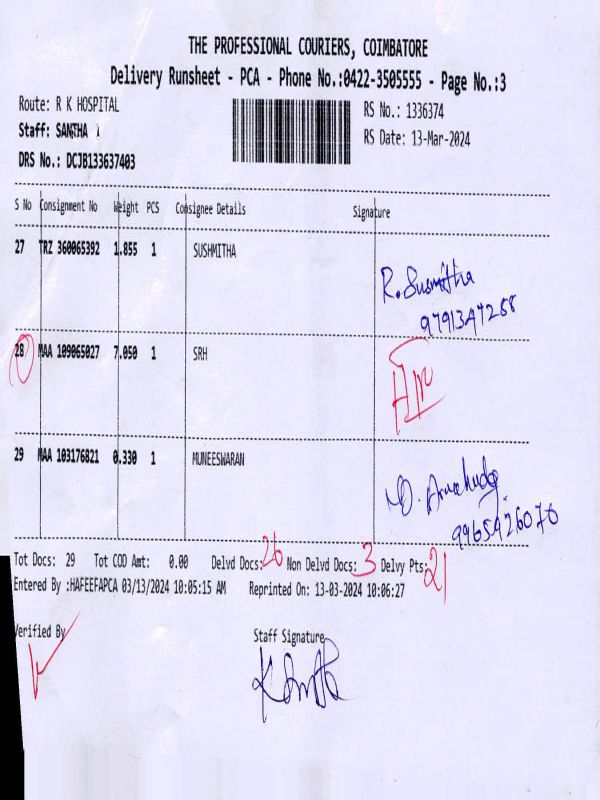 THE PROFESSIONAL COURIERS, COIMBATORE
Delivery Runsheet - PCA - Phone No.:0422-3505555 - Page No.:3
Route: R K HOSPITAL
RS No.: 1336374
Staff: SANTHA
RS Date: 13-Mar-2024
DRS No.: DCJB133637403
S No Consignment No Weight PCS Consignee Details Signature
27 TRZ 360065392 1.855 1 SUSHMITHA
R. Susmitha
9791347258
28 MAA 109065027 7.050 1 SRH
29 MAA 103176821 0.330 1 MUNEESWARAN
9965926070
Tot Docs: 29 Tot COD Amt: 0.00 Delvd Docs: 26 Non Delvd Docs: 3 Delvy Pts: 21
Entered By :HAFEEFAPCA 03/13/2024 10:05:15 AM Reprinted On: 13-03-2024 10:06:27
Verified By
Staff Signature